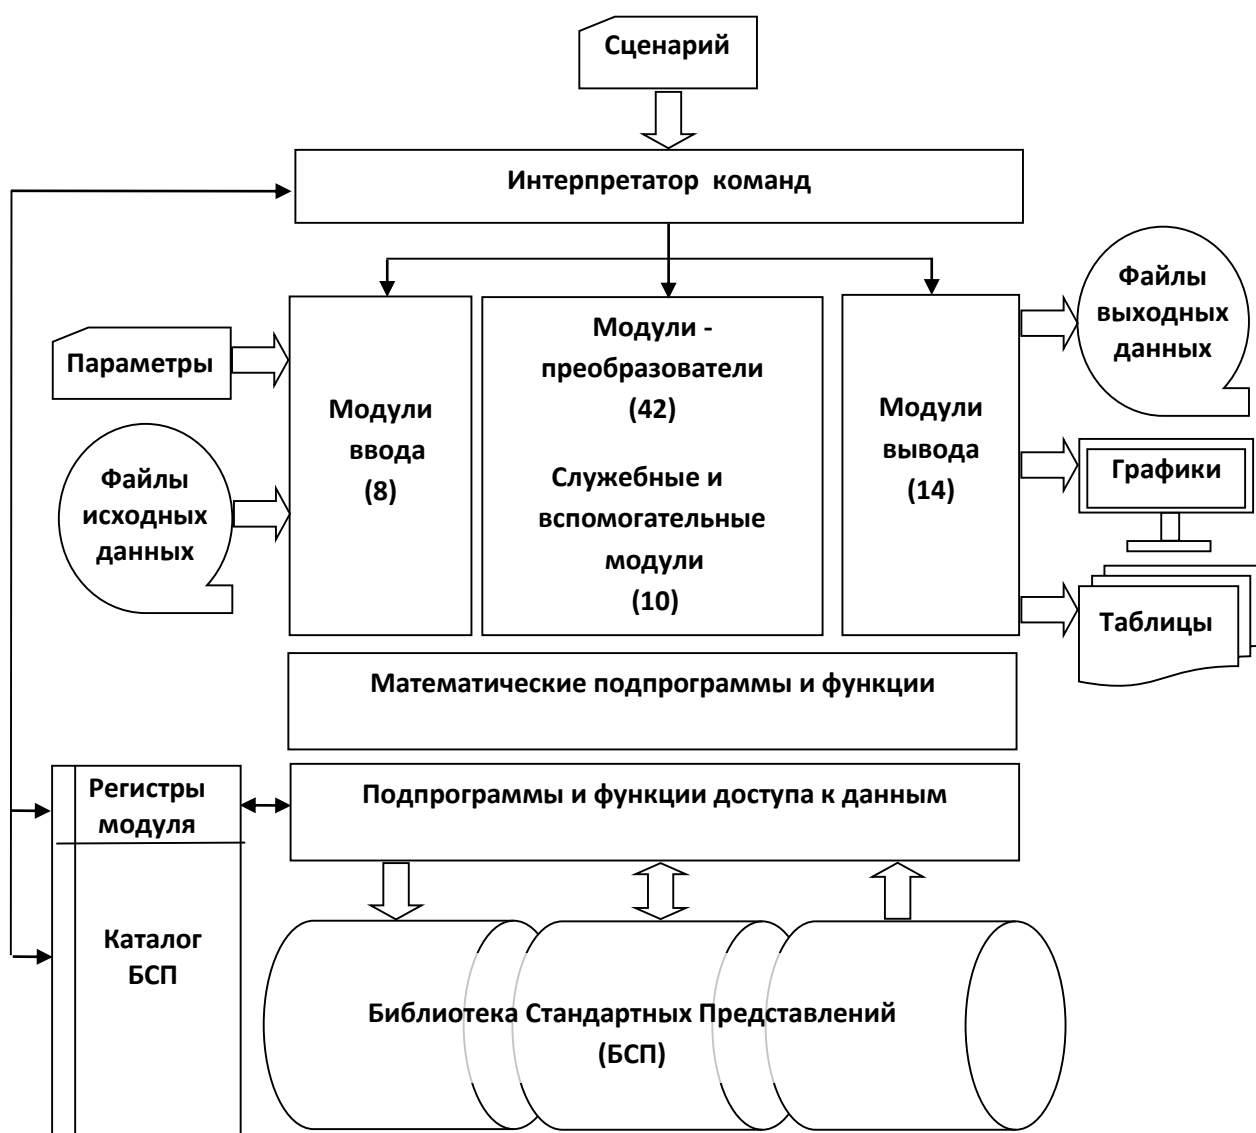 Сценарий
Интерпретатор команд
Параметры
Файлы
исходных
данных
Модули
ввода
(8)
Модули -
преобразователи
(42)
Служебные и
вспомогательные
модули
(10)
Модули
вывода
(14)
Файлы
выходных
данных
Графики
Таблицы
Математические подпрограммы и функции
Регистры
модуля
Подпрограммы и функции доступа к данным
Каталог
БСП
Библиотека Стандартных Представлений
(БСП)